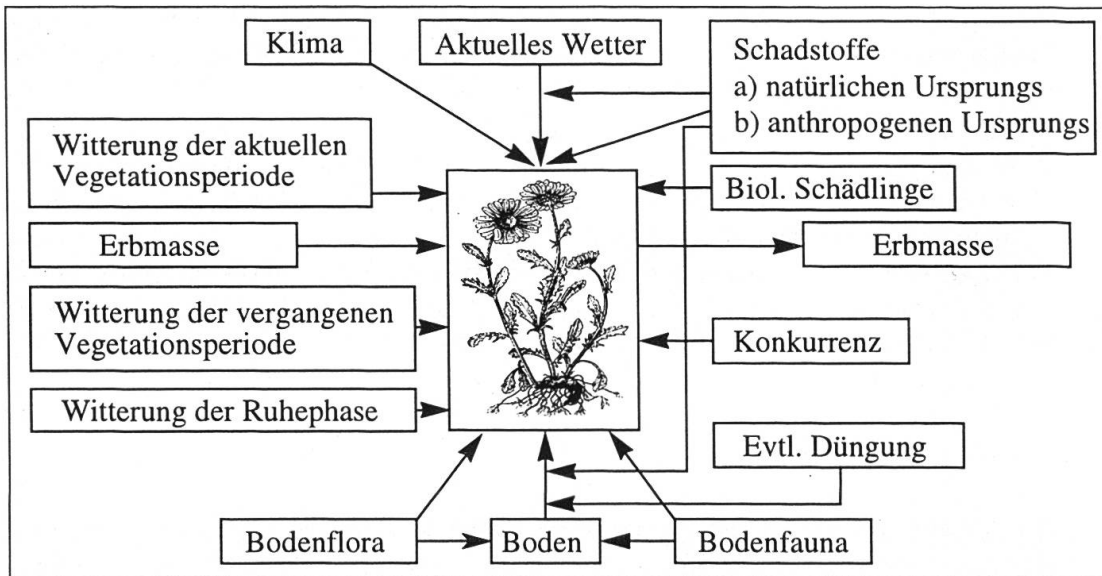 Klima
Aktuelles Wetter
Schadstoffe
a) natürlichen Ursprungs
b) anthropogenen Ursprungs
Witterung der aktuellen
Vegetationsperiode
Biol. Schädlinge
Erbmasse
Erbmasse
Witterung der vergangenen
Vegetationsperiode
Konkurrenz
Witterung der Ruhephase
Evtl. Düngung
Bodenflora
Boden
Bodenfauna